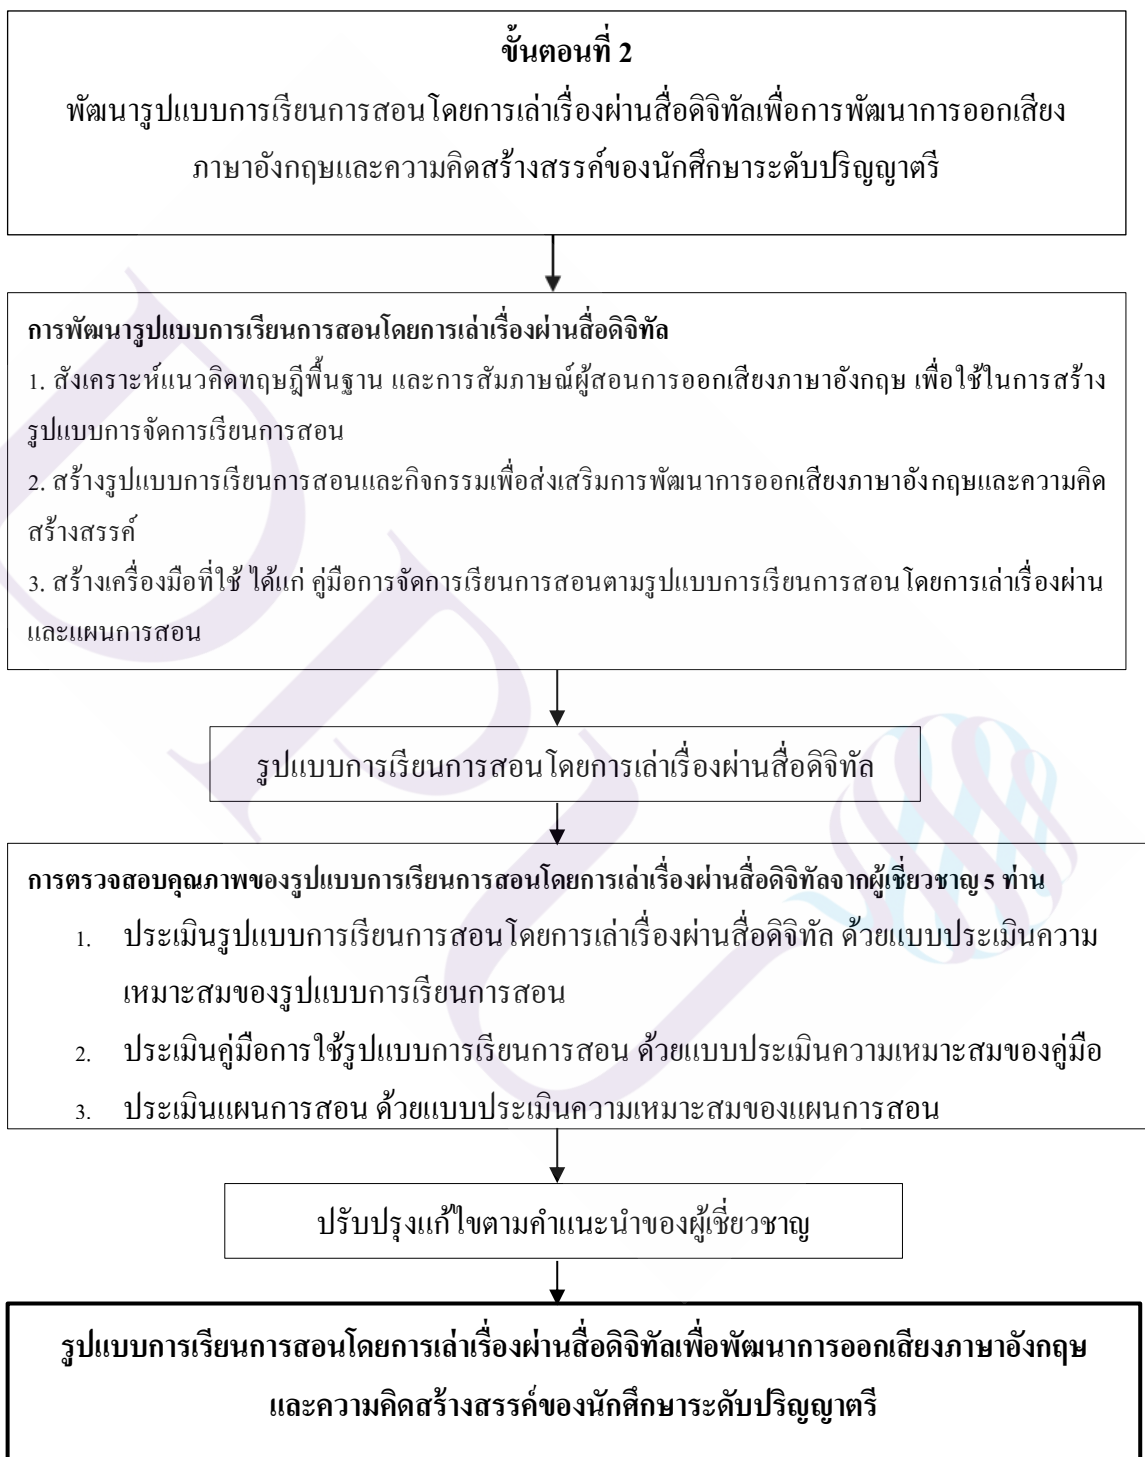 ขั้นตอนที่ 2
พัฒนารูปแบบการเรียนการสอนโดยการเล่าเรื่องผ่านสื่อดิจิทัลเพื่อการพัฒนาการออกเสียง
ภาษาอังกฤษและความคิดสร้างสรรค์ของนักศึกษาระดับปริญญาตรี
การพัฒนารูปแบบการเรียนการสอนโดยการเล่าเรื่องผ่านสื่อดิจิทัล
1. สังเคราะห์แนวคิดทฤษฎีพื้นฐาน และการสัมภาษณ์ผู้สอนการออกเสียงภาษาอังกฤษ เพื่อใช้ในการสร้าง
รูปแบบการจัดการเรียนการสอน
2. สร้างรูปแบบการเรียนการสอนและกิจกรรมเพื่อส่งเสริมการพัฒนาการออกเสียงภาษาอังกฤษและความคิด
สร้างสรรค์
3. สร้างเครื่องมือที่ใช้ ได้แก่ คู่มือการจัดการเรียนการสอนตามรูปแบบการเรียนการสอนโดยการเล่าเรื่องผ่าน
และแผนการสอน
รูปแบบการเรียนการสอนโดยการเล่าเรื่องผ่านสื่อดิจิทัล
การตรวจสอบคุณภาพของรูปแบบการเรียนการสอนโดยการเล่าเรื่องผ่านสื่อดิจิทัลจากผู้เชี่ยวชาญ 5 ท่าน
1. ประเมินรูปแบบการเรียนการสอนโดยการเล่าเรื่องผ่านสื่อดิจิทัล ด้วยแบบประเมินความ
เหมาะสมของรูปแบบการเรียนการสอน
2. ประเมินคู่มือการใช้รูปแบบการเรียนการสอน ด้วยแบบประเมินความเหมาะสมของคู่มือ
3. ประเมินแผนการสอน ด้วยแบบประเมินความเหมาะสมของแผนการสอน
ปรับปรุงแก้ไขตามคำแนะนำของผู้เชี่ยวชาญ
รูปแบบการเรียนการสอนโดยการเล่าเรื่องผ่านสื่อดิจิทัลเพื่อพัฒนาการออกเสียงภาษาอังกฤษ
และความคิดสร้างสรรค์ของนักศึกษาระดับปริญญาตรี
DPU